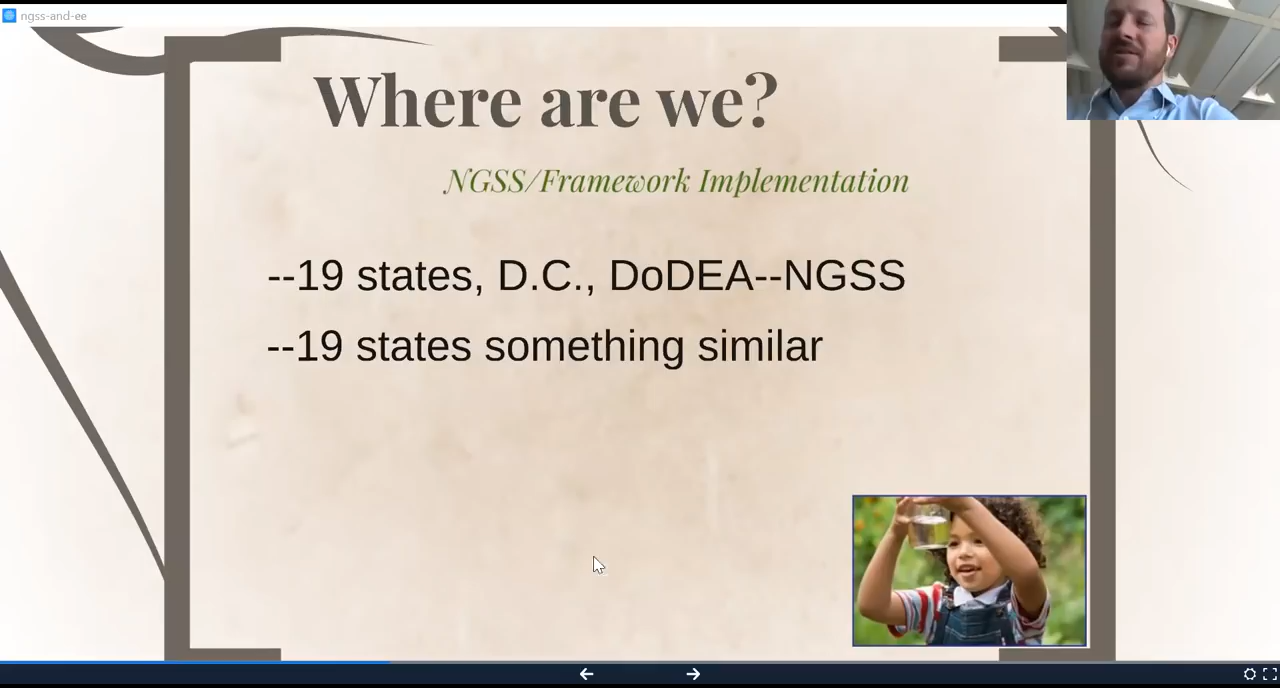 ngss-and-ee
Where are we?
NGSS/Framework Implementation
--19 states, D.C., DoDEA--NGSS
--19 states something similar